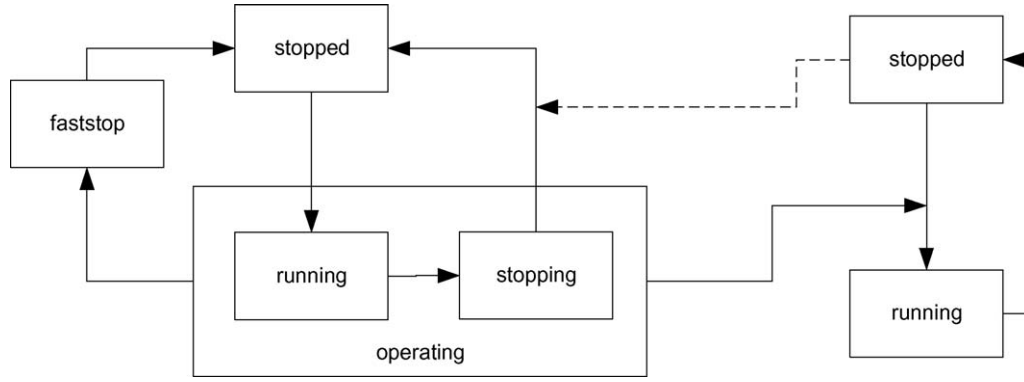 stopped
stopped
faststop
running
stopping
running
operating